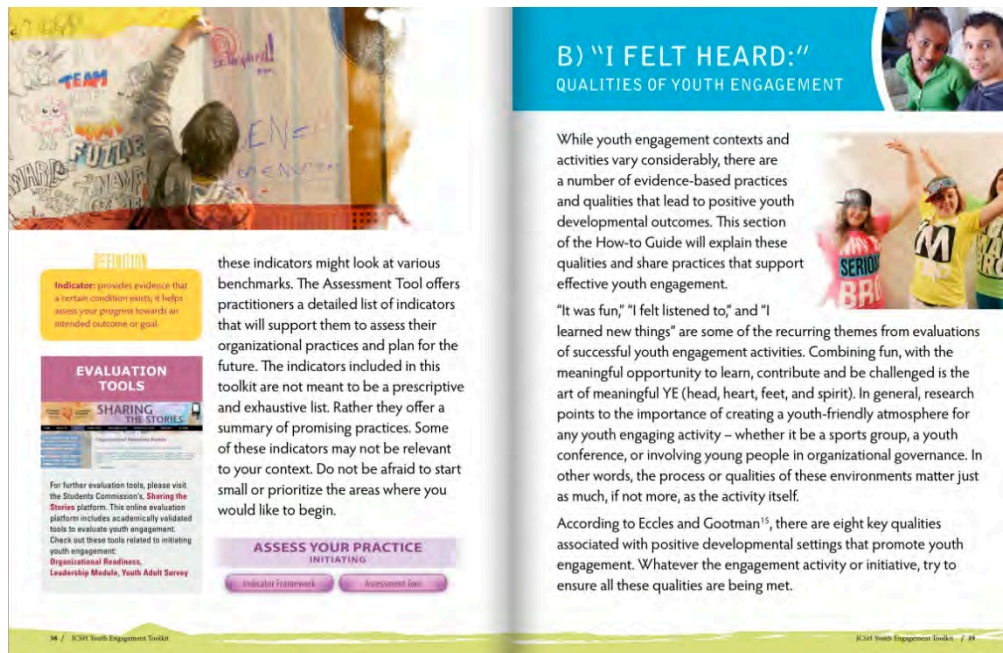 be inspired!
TEAM
FUTURE
NAME
DEFINITION
Indicator: provides evidence that
a certain condition exists; it helps
assess your progress towards an
intended outcome or goal.
EVALUATION
TOOLS
SHARING
THE STORIES
For further evaluation tools, please visit
the Students Commission's, Sharing the
Stories platform. This online evaluation
platform includes academically validated
tools to evaluate youth engagement.
Check out these tools related to initiating
youth engagement:
Organizational Readiness,
Leadership Module, Youth Adult Survey
these indicators might look at various
benchmarks. The Assessment Tool offers
practitioners a detailed list of indicators
that will support them to assess their
organizational practices and plan for the
future. The indicators included in this
toolkit are not meant to be a prescriptive
and exhaustive list. Rather they offer a
summary of promising practices. Some
of these indicators may not be relevant
to your context. Do not be afraid to start
small or prioritize the areas where you
would like to begin.
ASSESS YOUR PRACTICE
INITIATING
Indicator Framework
Assessment Tool
38 / JCSH Youth Engagement Toolkit
B) "I FELT HEARD:"
QUALITIES OF YOUTH ENGAGEMENT
While youth engagement contexts and
activities vary considerably, there are
a number of evidence-based practices
and qualities that lead to positive youth
developmental outcomes. This section
of the How-to Guide will explain these
qualities and share practices that support
effective youth engagement.
SERIOUS
BRO
"It was fun," "I felt listened to," and "I
learned new things" are some of the recurring themes from evaluations
of successful youth engagement activities. Combining fun, with the
meaningful opportunity to learn, contribute and be challenged is the
art of meaningful YE (head, heart, feet, and spirit). In general, research
points to the importance of creating a youth-friendly atmosphere for
any youth engaging activity – whether it be a sports group, a youth
conference, or involving young people in organizational governance. In
other words, the process or qualities of these environments matter just
as much, if not more, as the activity itself.
According to Eccles and Gootman15, there are eight key qualities
associated with positive developmental settings that promote youth
engagement. Whatever the engagement activity or initiative, try to
ensure all these qualities are being met.
JCSH Youth Engagement Toolkit / 39